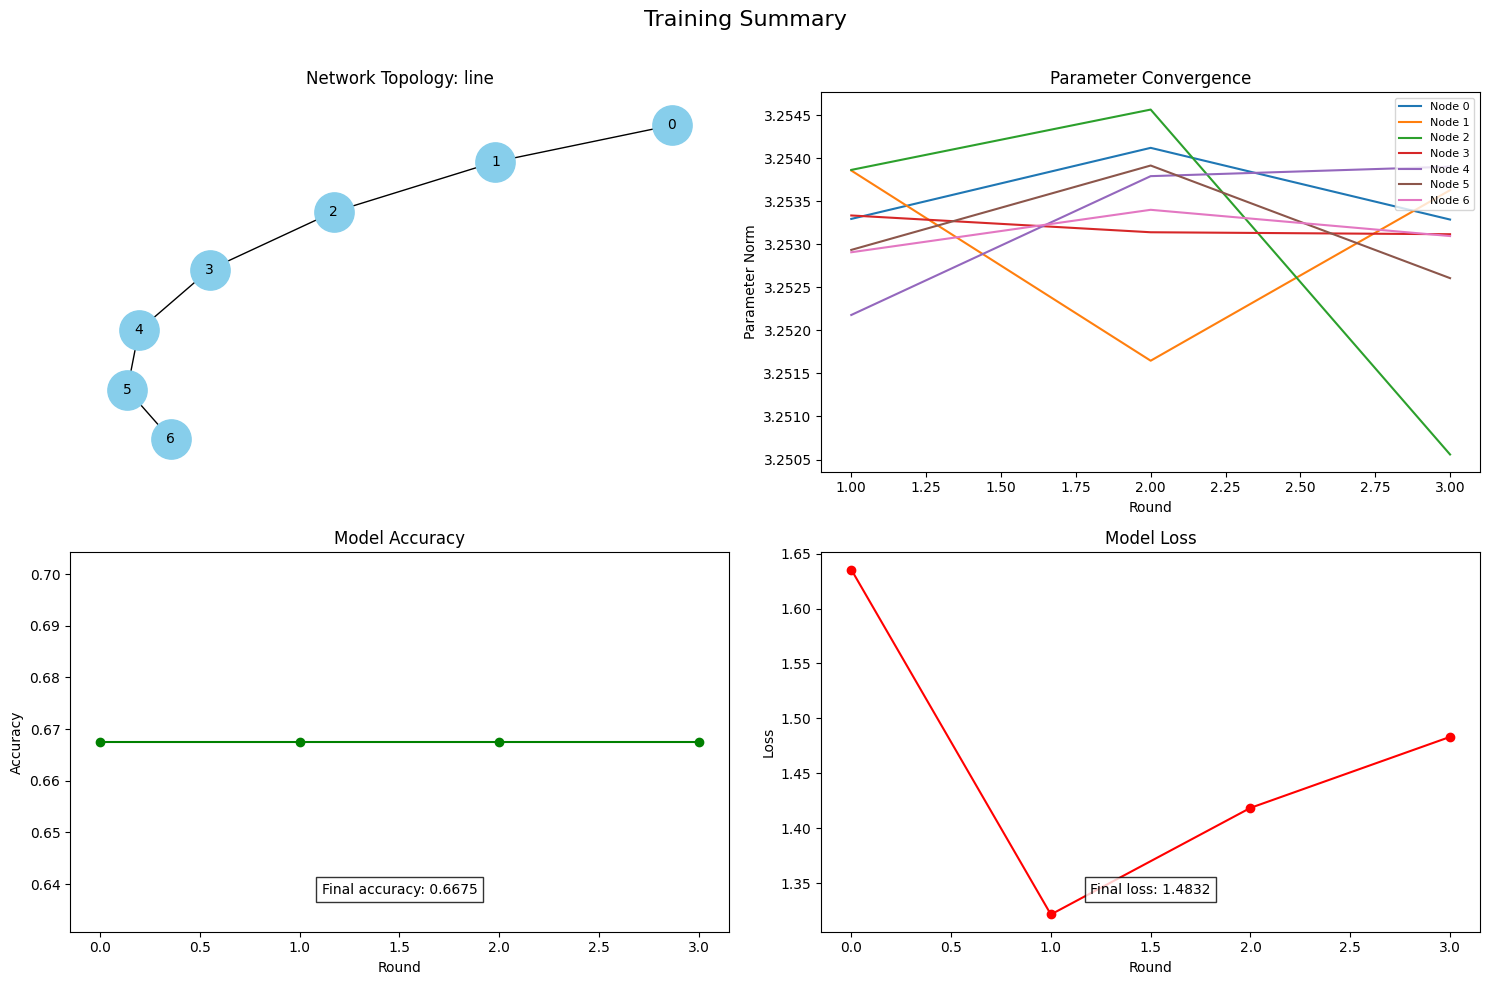 Training Summary
Network Topology: line
0
1
2
3
4
5
6
Parameter Convergence
Parameter Norm
3.2545
3.2540
3.2535
3.2530
3.2525
3.2520
3.2515
3.2510
3.2505
1.00 1.25 1.50 1.75 2.00 2.25 2.50 2.75 3.00
Round
Node 0
Node 1
Node 2
Node 3
Node 4
Node 5
Node 6
Model Accuracy
Accuracy
0.70
0.69
0.68
0.67
0.66
0.65
0.64
Final accuracy: 0.6675
0.0 0.5 1.0 1.5 2.0 2.5 3.0
Round
Model Loss
Loss
1.65
1.60
1.55
1.50
1.45
1.40
1.35
Final loss: 1.4832
0.0 0.5 1.0 1.5 2.0 2.5 3.0
Round